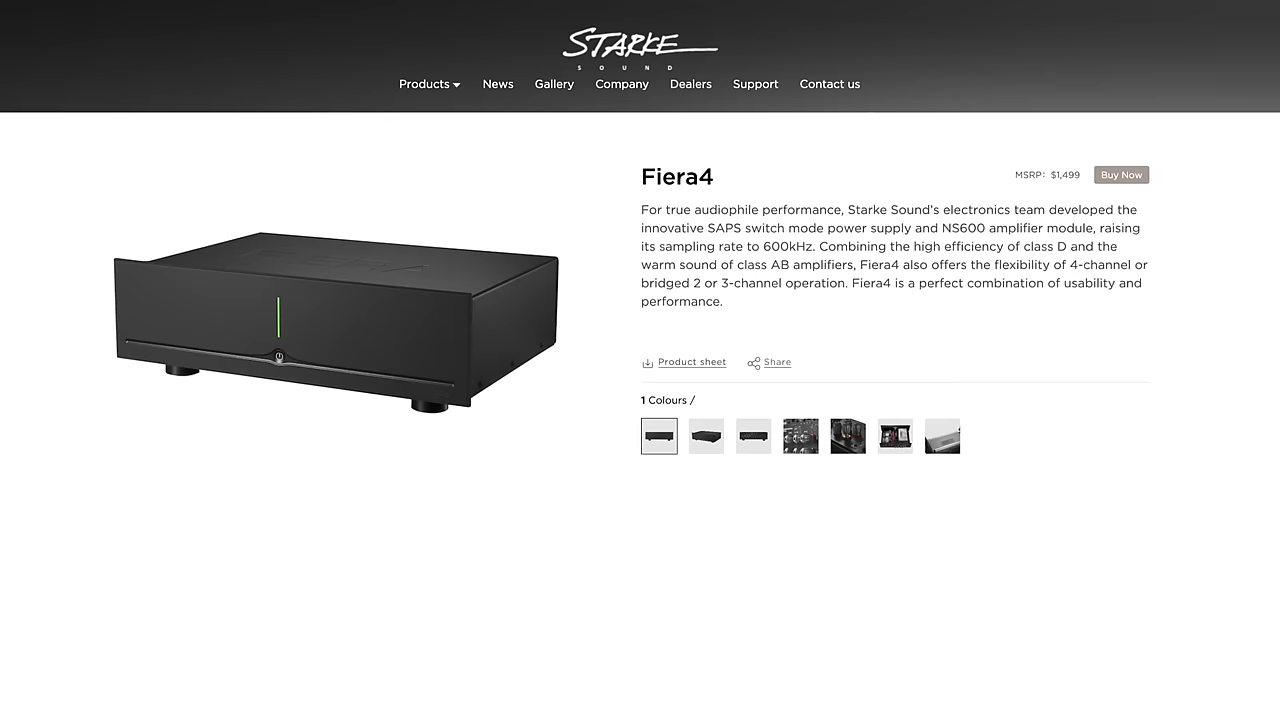 STARKE
SOUND
Products News Gallery Company Dealers Support Contact us
Fiera4
MSRP: $1,499 Buy Now
For true audiophile performance, Starke Sound's electronics team developed the
innovative SAPS switch mode power supply and NS600 amplifier module, raising
its sampling rate to 600kHz. Combining the high efficiency of class D and the
warm sound of class AB amplifiers, Fiera4 also offers the flexibility of 4-channel or
bridged 2 or 3-channel operation. Fiera4 is a perfect combination of usability and
performance.
Product sheet Share
1 Colours /